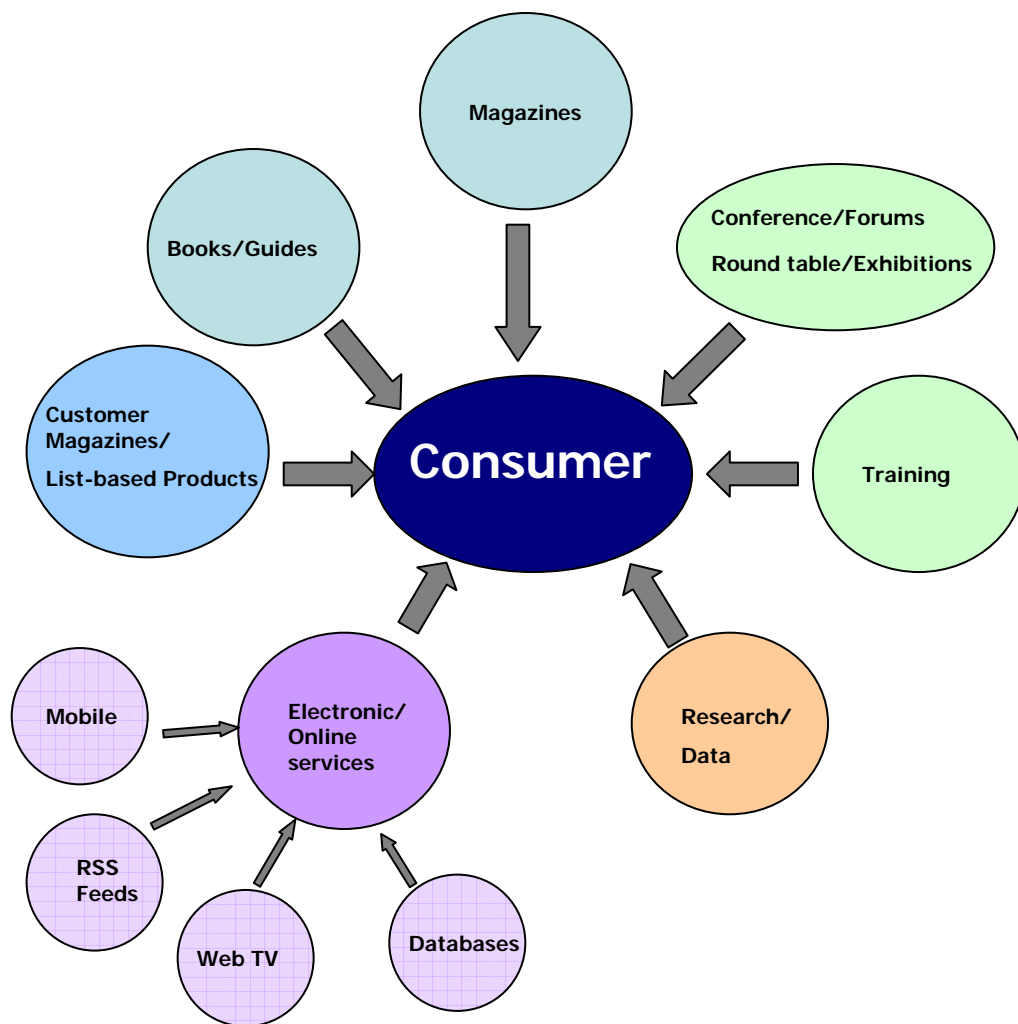 Magazines
Conference/Forums
Round table/Exhibitions
Books/Guides
Customer
Magazines/
List-based Products
Consumer
Training
Electronic/
Online
services
Research/
Data
Mobile
RSS
Feeds
Web TV
Databases